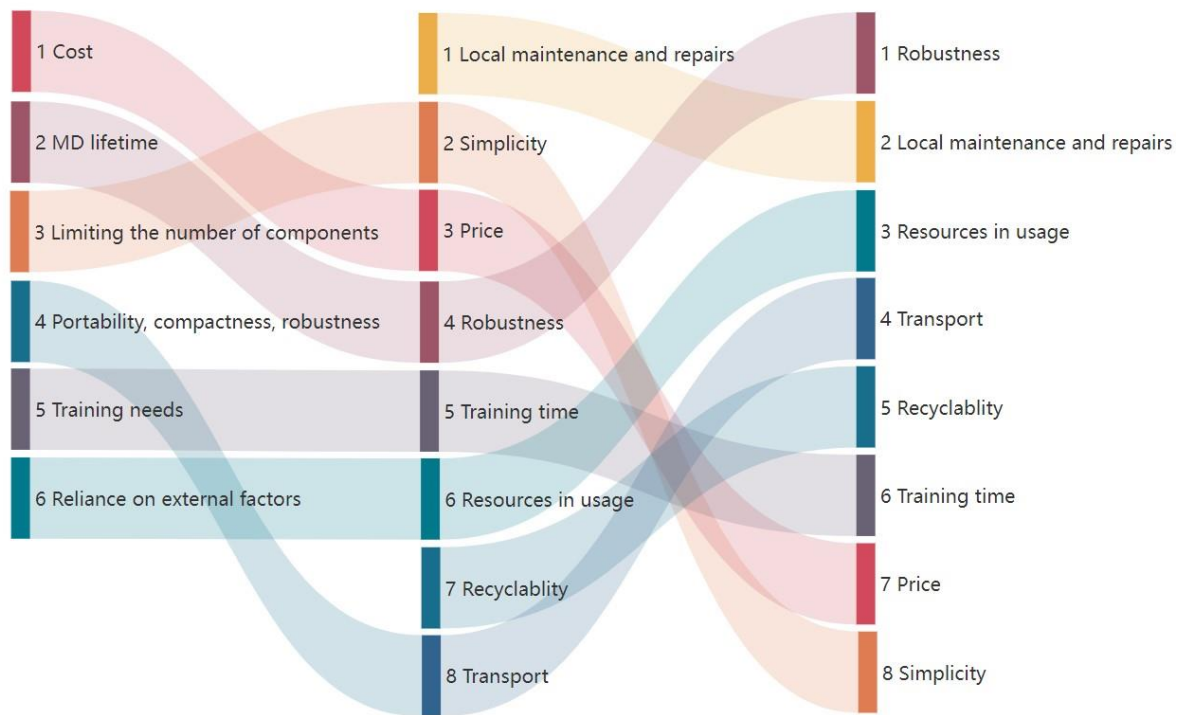 1 Cost
2 MD lifetime
3 Limiting the number of components
4 Portability, compactness, robustness
5 Training needs
6 Reliance on external factors
1 Local maintenance and repairs
2 Simplicity
3 Price
4 Robustness
5 Training time
6 Resources in usage
7 Recyclablity
8 Transport
1 Robustness
2 Local maintenance and repairs
3 Resources in usage
4 Transport
5 Recyclablity
6 Training time
7 Price
8 Simplicity